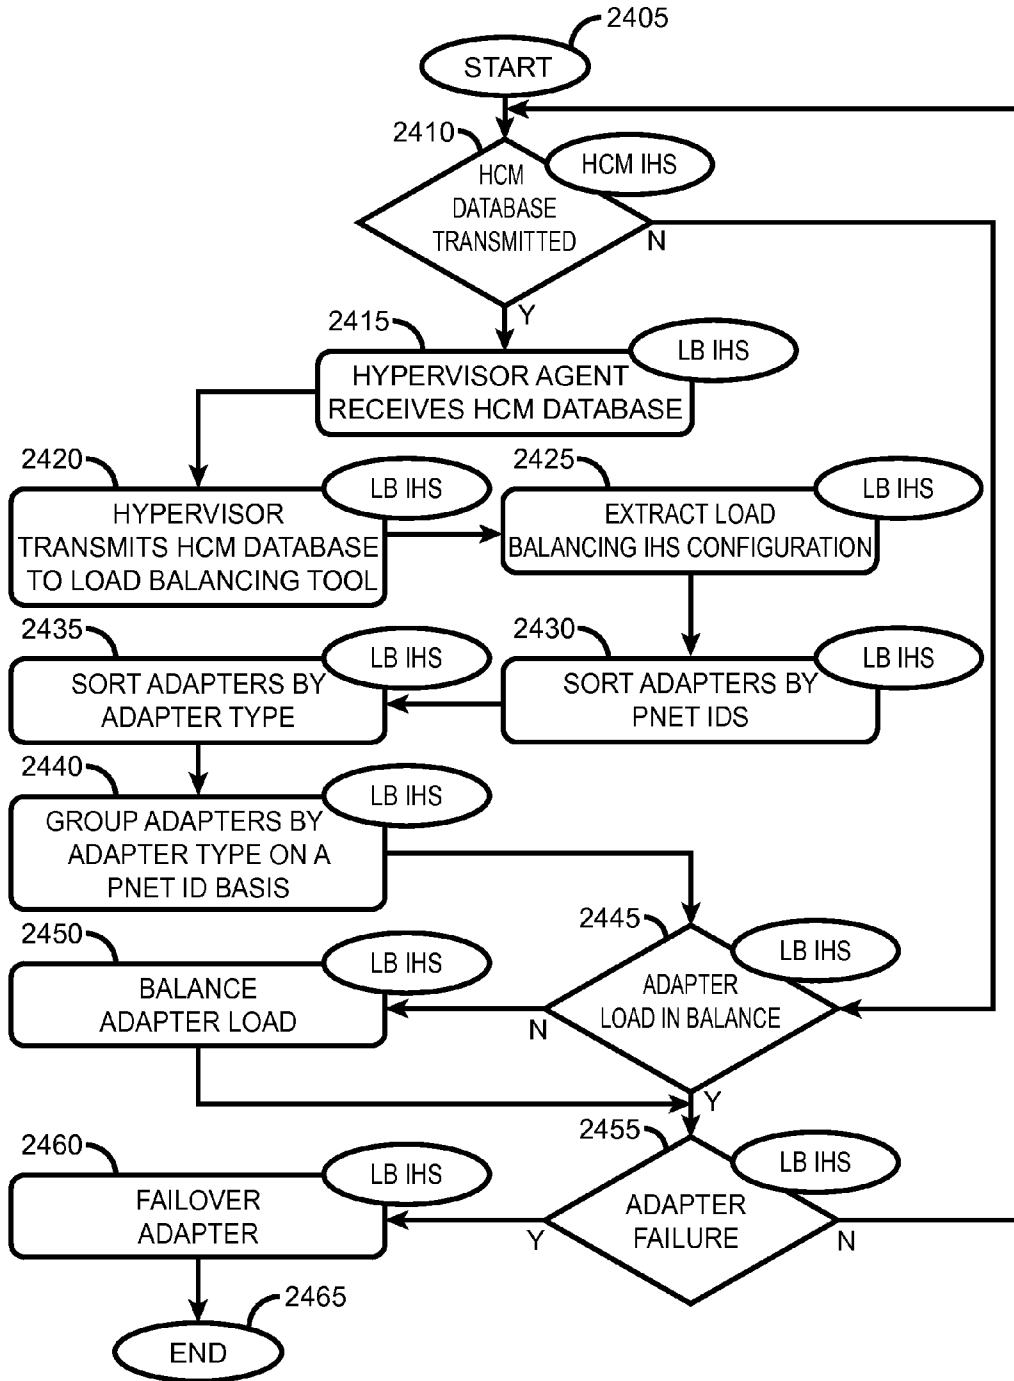 2405
START
2410
HCM IHS
HCM
DATABASE
TRANSMITTED
N
Y
2415
LB IHS
HYPERVISOR AGENT
RECEIVES HCM DATABASE
2420
LB IHS
HYPERVISOR
TRANSMITS HCM DATABASE
TO LOAD BALANCING TOOL
2425
LB IHS
EXTRACT LOAD
BALANCING IHS CONFIGURATION
2435
LB IHS
SORT ADAPTERS BY
ADAPTER TYPE
2430
LB IHS
SORT ADAPTERS BY
PNET IDS
2440
LB IHS
GROUP ADAPTERS BY
ADAPTER TYPE ON A
PNET ID BASIS
2445
LB IHS
ADAPTER
LOAD IN BALANCE
N
Y
2450
LB IHS
BALANCE
ADAPTER LOAD
2455
LB IHS
ADAPTER
FAILURE
Y
N
2460
LB IHS
FAILOVER
ADAPTER
2465
END